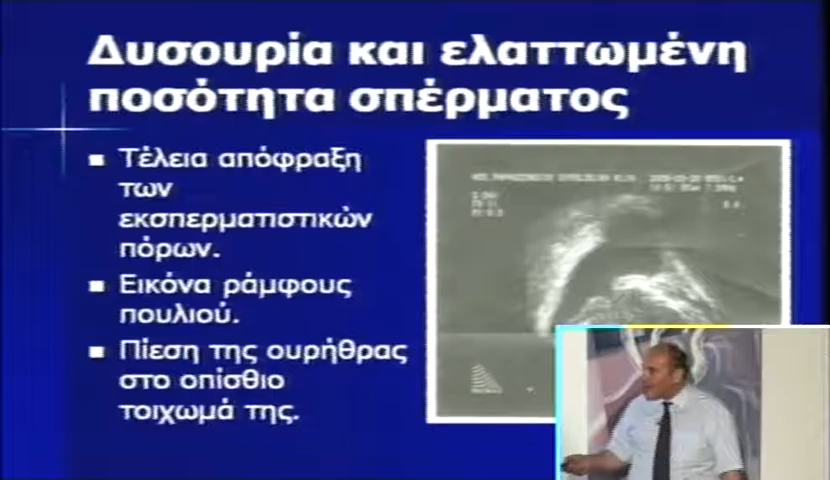 Δυσουρία και ελαττωμένη
ποσότητα σπέρματος
Τέλεια απόφραξη
των
εκσπερματιστικών
πόρων.
Εικόνα ράμφους
πουλιού.
Πίεση της ουρήθρας
στο οπίσθιο
τοιχωμά της.